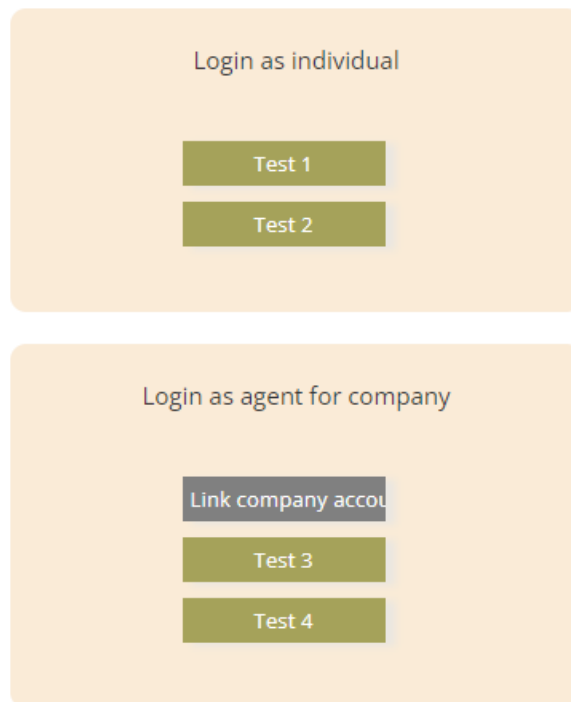 Login as individual
Test 1
Test 2
Login as agent for company
Link company accou
Test 3
Test 4